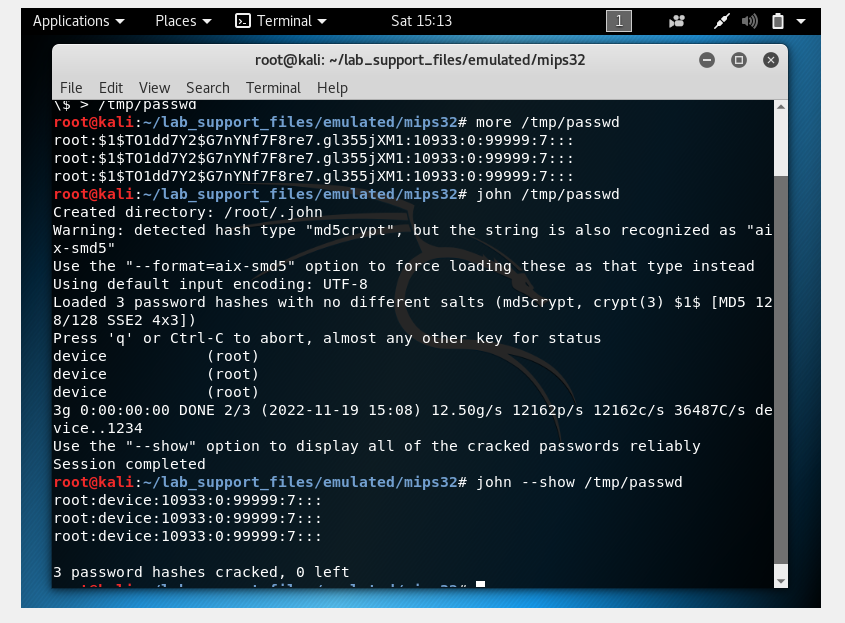 Applications Places Terminal Sat 15:13 1
root@kali: ~/lab_support_files/emulated/mips32
File Edit View Search Terminal Help
\$ > /tmp/passwd
root@kali:~/lab_support_files/emulated/mips32# more /tmp/passwd
root:$1$TO1dd7Y2$G7nYNf7F8re7.gl355jXM1:10933:0:99999:7:::
root:$1$TO1dd7Y2$G7nYNf7F8re7.gl355jXM1:10933:0:99999:7:::
root:$1$TO1dd7Y2$G7nYNf7F8re7.gl355jXM1:10933:0:99999:7:::
root@kali:~/lab_support_files/emulated/mips32# john /tmp/passwd
Created directory: /root/.john
Warning: detected hash type "md5crypt", but the string is also recognized as "ai
x-smd5"
Use the "--format=aix-smd5" option to force loading these as that type instead
Using default input encoding: UTF-8
Loaded 3 password hashes with no different salts (md5crypt, crypt(3) $1$ [MD5 12
8/128 SSE2 4x3])
Press 'q' or Ctrl-C to abort, almost any other key for status
device (root)
device (root)
device (root)
3g 0:00:00:00 DONE 2/3 (2022-11-19 15:08) 12.50g/s 12162p/s 12162c/s 36487C/s de
vice..1234
Use the "--show" option to display all of the cracked passwords reliably
Session completed
root@kali:~/lab_support_files/emulated/mips32# john --show /tmp/passwd
root:device:10933:0:99999:7:::
root:device:10933:0:99999:7:::
root:device:10933:0:99999:7:::
3 password hashes cracked, 0 left
root@kali:~/lab_support_files/emulated/mips32#